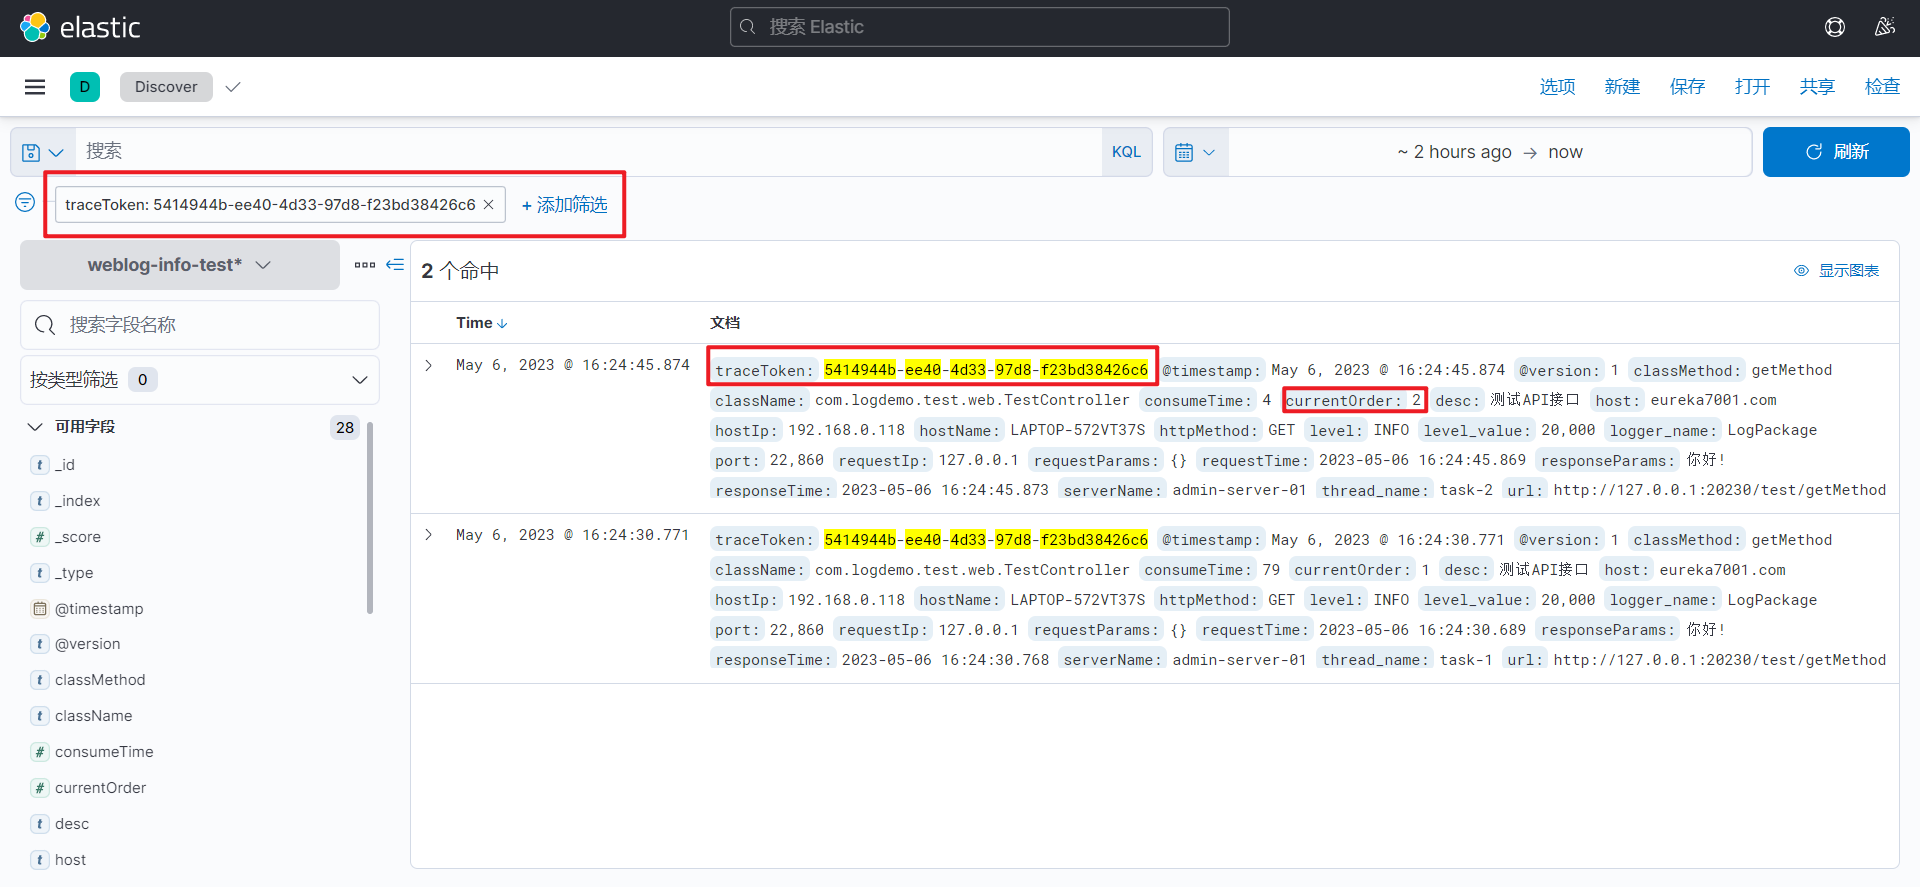 elastic
搜索 Elastic
D
Discover
选项
新建
保存
打开
共享
检查
搜索
KQL
~ 2 hours ago → now
刷新
traceToken: 5414944b-ee40-4d33-97d8-f23bd38426c6 ×
+ 添加筛选
weblog-info-test*
搜索字段名称
按类型筛选 0
可用字段 28
t _id
t _index
# _score
t _type
@timestamp
t @version
t classMethod
t className
# consumeTime
# currentOrder
t desc
t host
2 个命中
显示图表
Time ↓ 文档
May 6, 2023 @ 16:24:45.874
traceToken: 5414944b-ee40-4d33-97d8-f23bd38426c6 @timestamp: May 6, 2023 @ 16:24:45.874 @version: 1 classMethod: getMethod
className: com.logdemo.test.web.TestController consumeTime: 4 currentOrder: 2 desc: 测试API接口 host: eureka7001.com
hostIp: 192.168.0.118 hostName: LAPTOP-572VT37S httpMethod: GET level: INFO level_value: 20,000 logger_name: LogPackage
port: 22,860 requestIp: 127.0.0.1 requestParams: {} requestTime: 2023-05-06 16:24:45.869 responseParams: 你好!
responseTime: 2023-05-06 16:24:45.873 serverName: admin-server-01 thread_name: task-2 url: http://127.0.0.1:20230/test/getMethod
May 6, 2023 @ 16:24:30.771
traceToken: 5414944b-ee40-4d33-97d8-f23bd38426c6 @timestamp: May 6, 2023 @ 16:24:30.771 @version: 1 classMethod: getMethod
className: com.logdemo.test.web.TestController consumeTime: 79 currentOrder: 1 desc: 测试API接口 host: eureka7001.com
hostIp: 192.168.0.118 hostName: LAPTOP-572VT37S httpMethod: GET level: INFO level_value: 20,000 logger_name: LogPackage
port: 22,860 requestIp: 127.0.0.1 requestParams: {} requestTime: 2023-05-06 16:24:30.689 responseParams: 你好!
responseTime: 2023-05-06 16:24:30.768 serverName: admin-server-01 thread_name: task-1 url: http://127.0.0.1:20230/test/getMethod